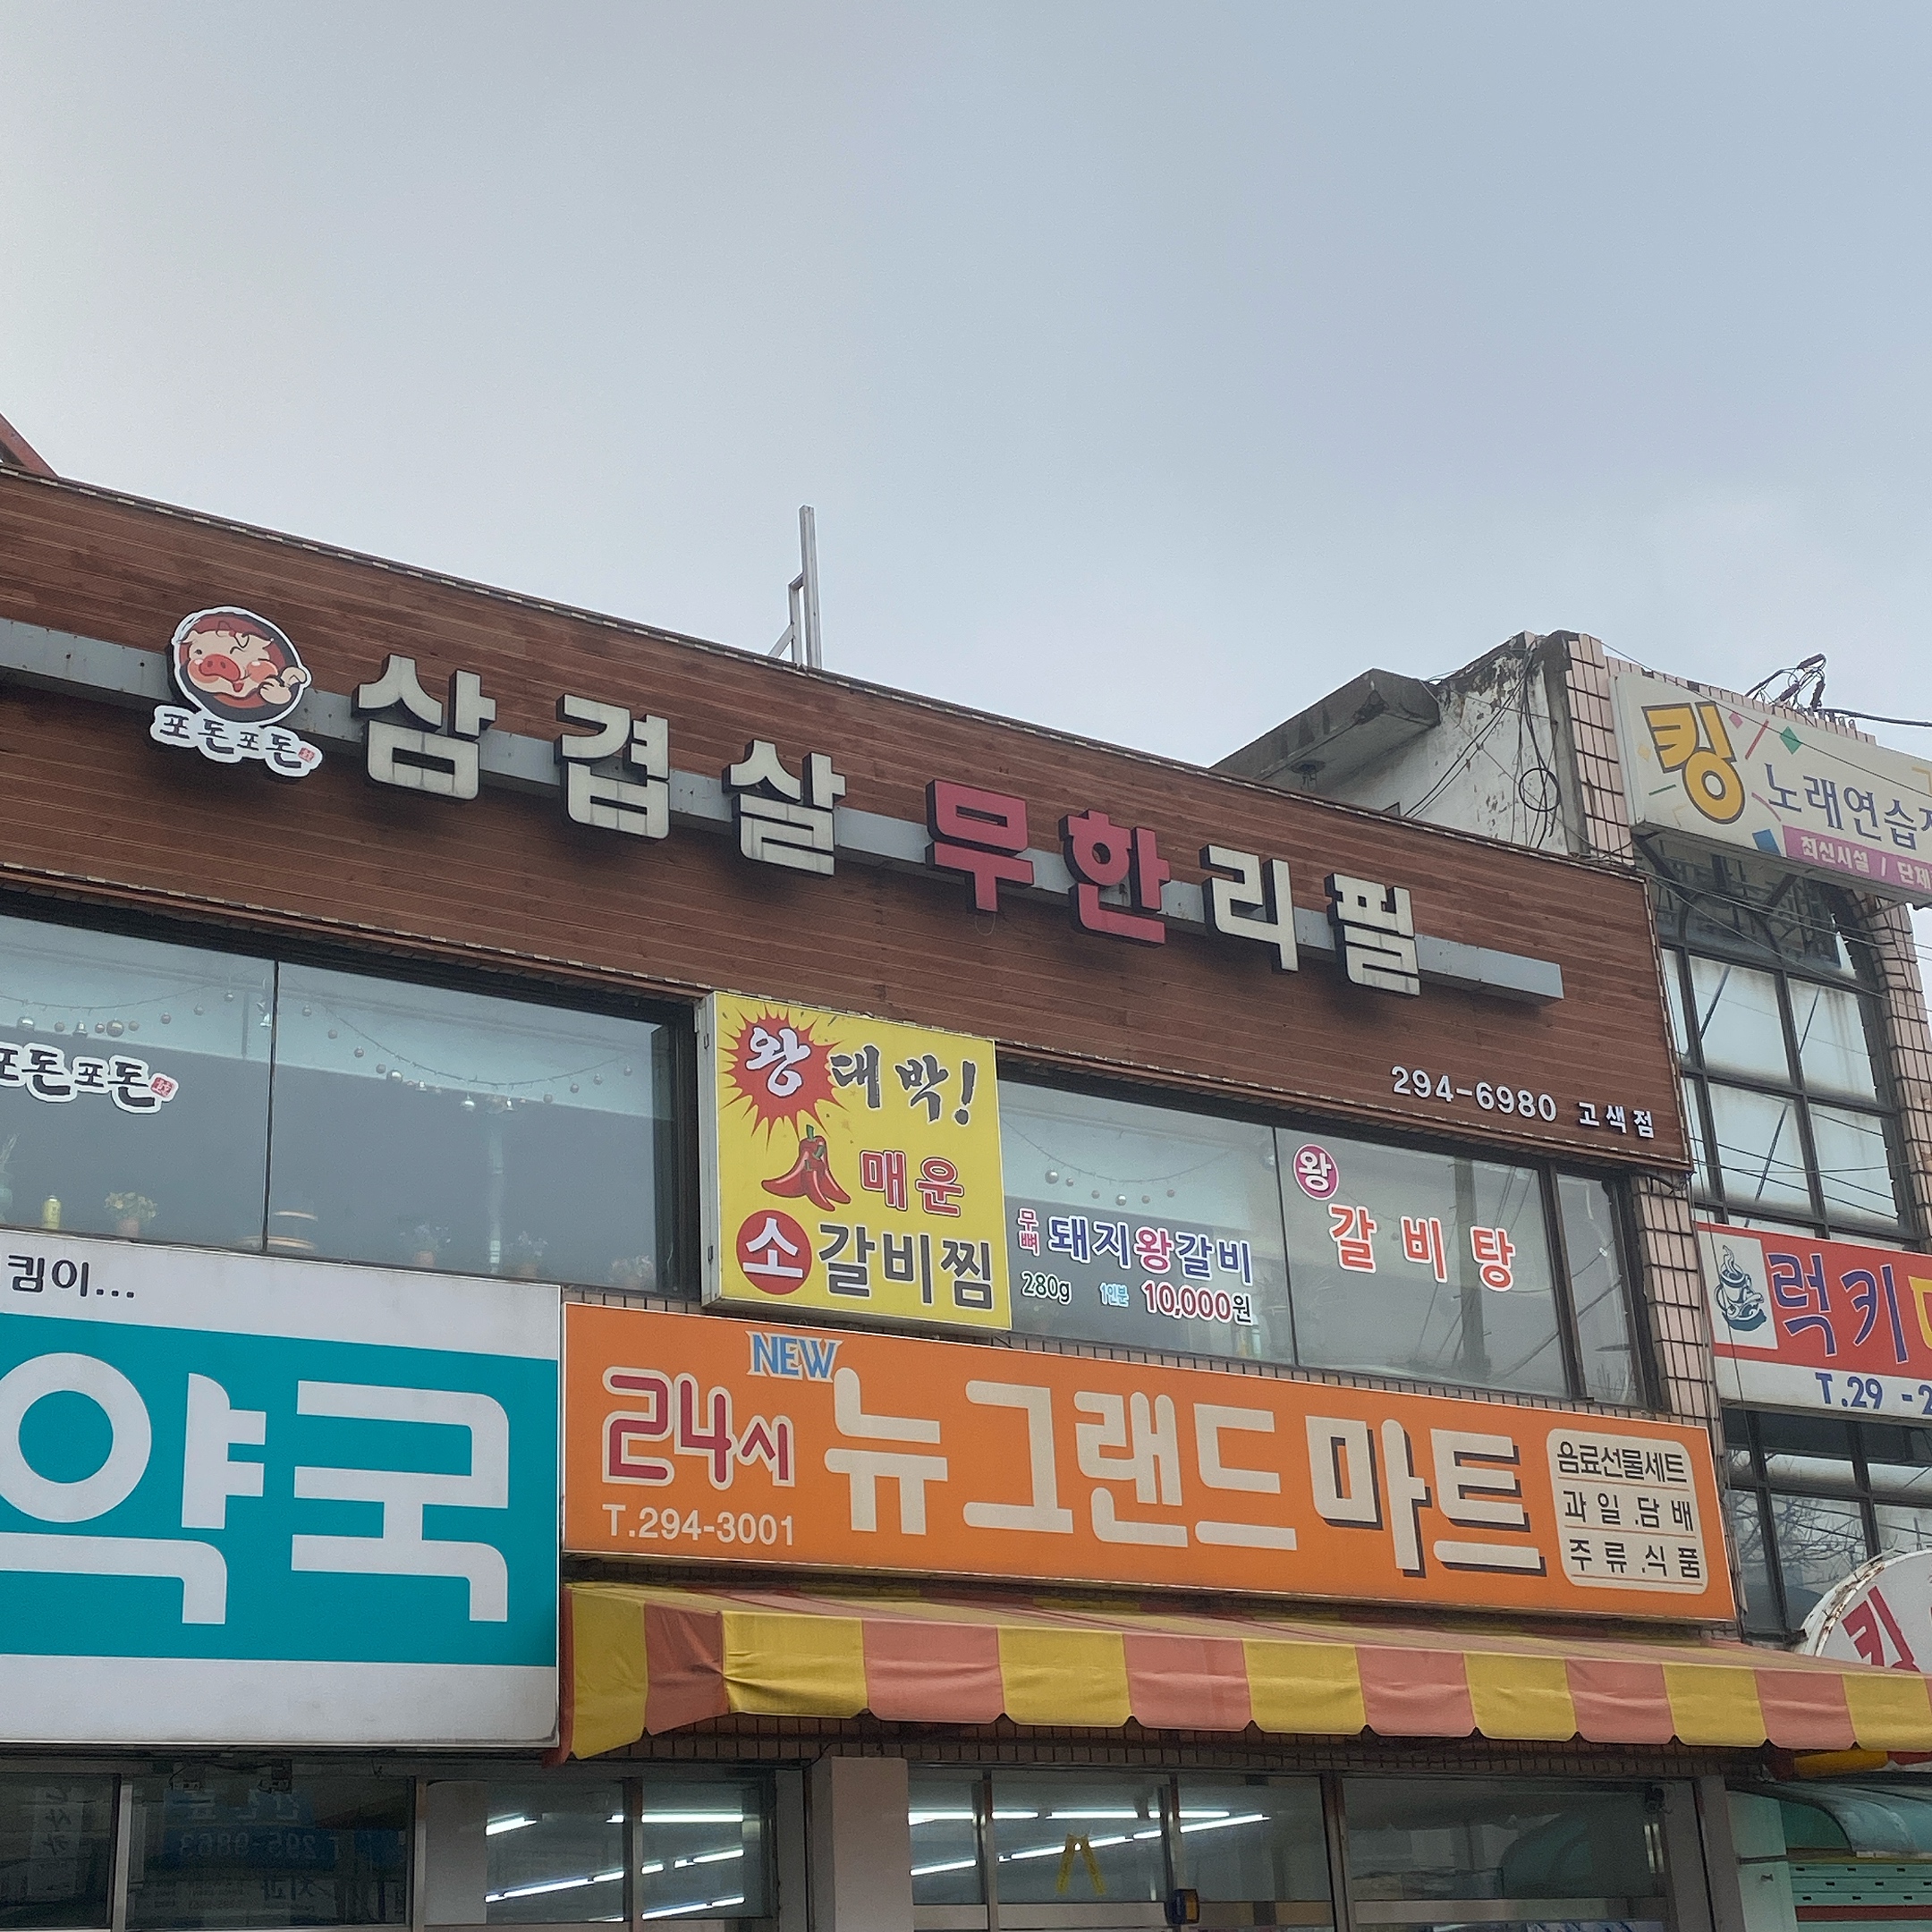 포돈포돈
삼겹살 무한리필
294-6980 고색점
킹
노래연습
최신시설 / 단체
포돈포돈
왕대박!
매운
소갈비찜
무뼈 돼지왕갈비
280g 1인분 10,000원
왕
갈비탕
킴이...
약국
NEW
24시 뉴그랜드마트
T.294-3001
음료선물세트
과일.담배
주류.식품
럭키
T.29 -2
킹